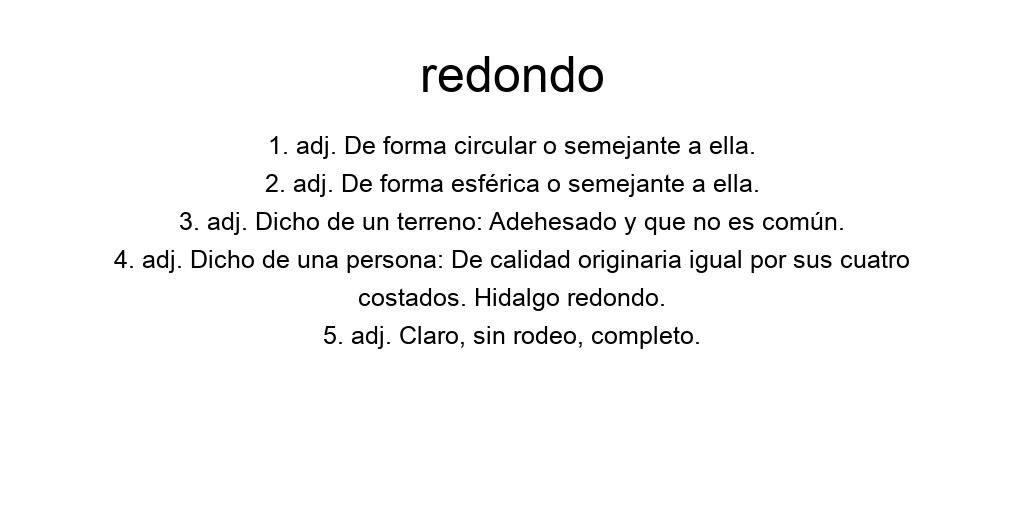 redondo
1. adj. De forma circular o semejante a ella.
2. adj. De forma esférica o semejante a ella.
3. adj. Dicho de un terreno: Adehesado y que no es común.
4. adj. Dicho de una persona: De calidad originaria igual por sus cuatro
costados. Hidalgo redondo.
5. adj. Claro, sin rodeo, completo.